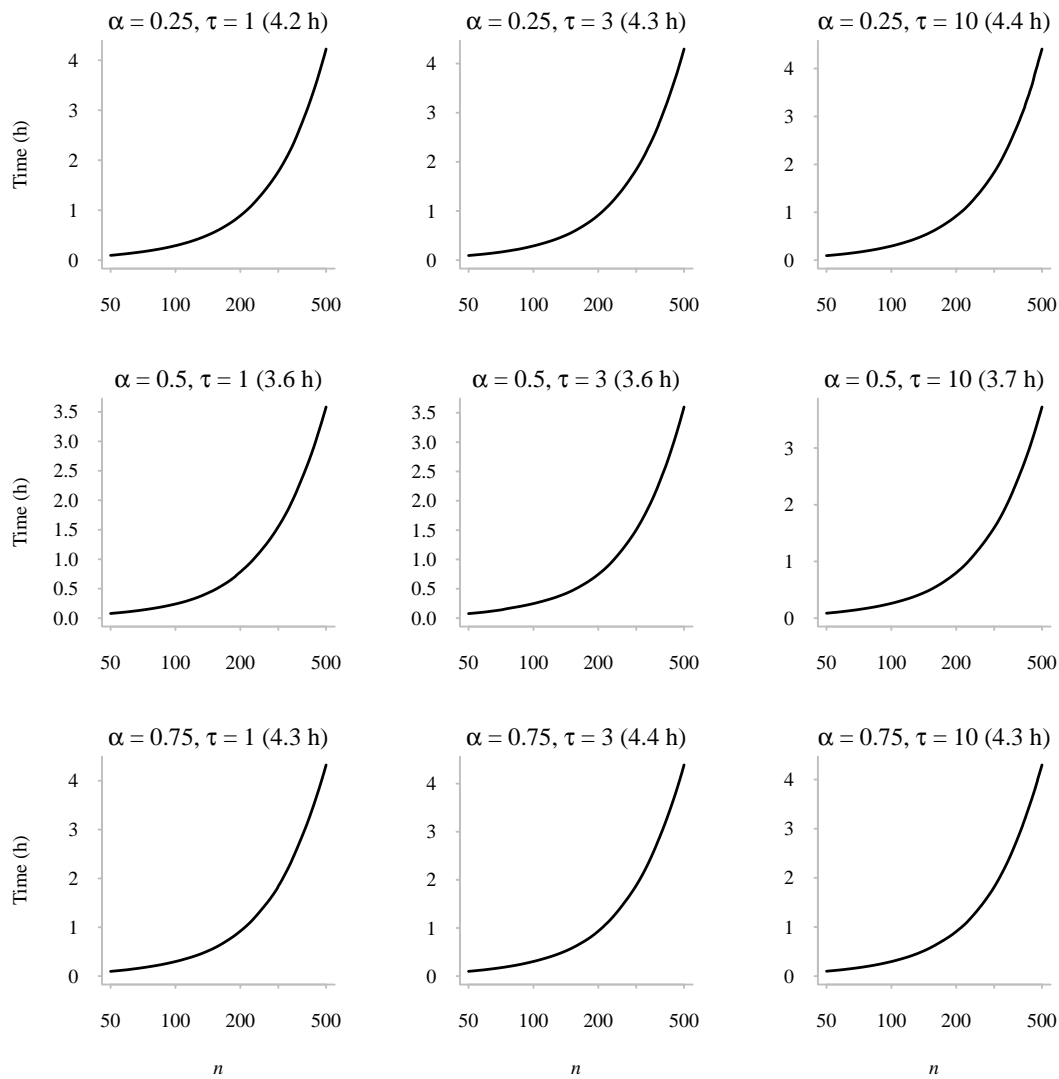 α = 0.25, τ = 1 (4.2 h)
α = 0.25, τ = 3 (4.3 h)
α = 0.25, τ = 10 (4.4 h)
Time (h)
4
3
2
1
0
4
3
2
1
0
4
3
2
1
0
50 100 200 500
50 100 200 500
50 100 200 500
α = 0.5, τ = 1 (3.6 h)
α = 0.5, τ = 3 (3.6 h)
α = 0.5, τ = 10 (3.7 h)
Time (h)
3.5
3.0
2.5
2.0
1.5
1.0
0.5
0.0
3.5
3.0
2.5
2.0
1.5
1.0
0.5
0.0
3
2
1
0
50 100 200 500
50 100 200 500
50 100 200 500
α = 0.75, τ = 1 (4.3 h)
α = 0.75, τ = 3 (4.4 h)
α = 0.75, τ = 10 (4.3 h)
Time (h)
4
3
2
1
0
4
3
2
1
0
4
3
2
1
0
50 100 200 500
50 100 200 500
50 100 200 500
n
n
n